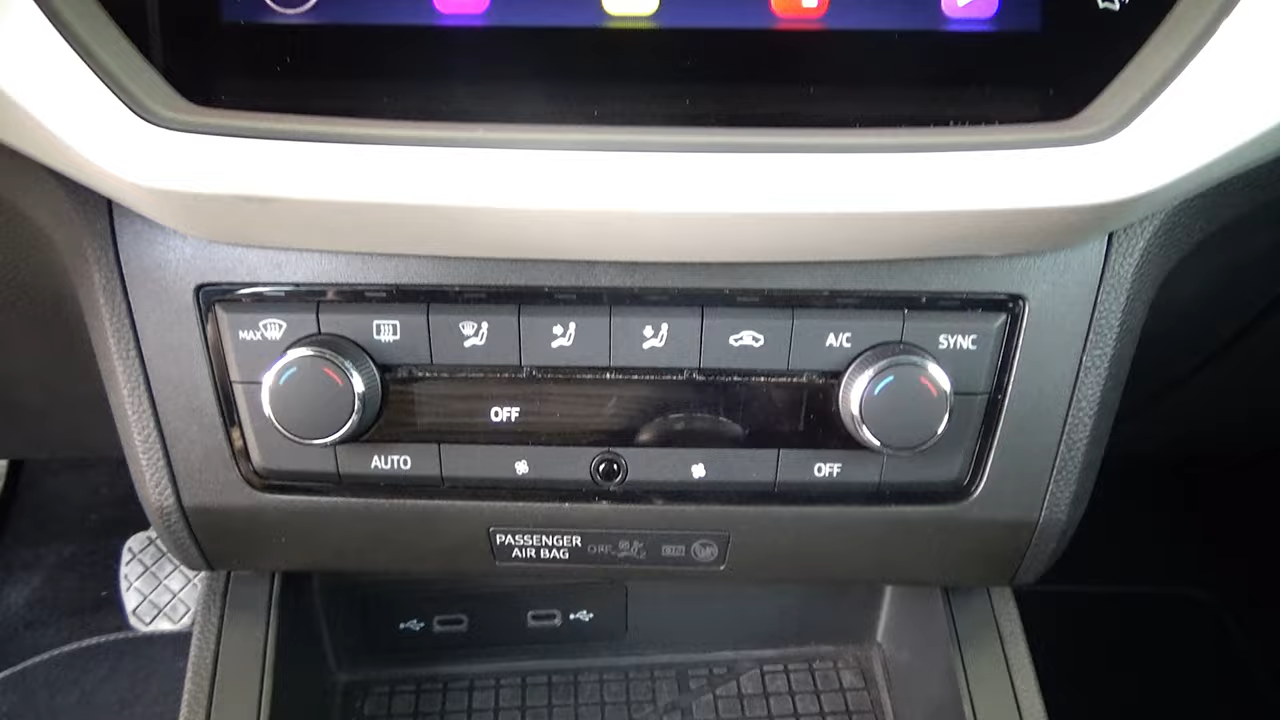 MAX
A/C
SYNC
OFF
AUTO
OFF
PASSENGER
AIR BAG
OFF